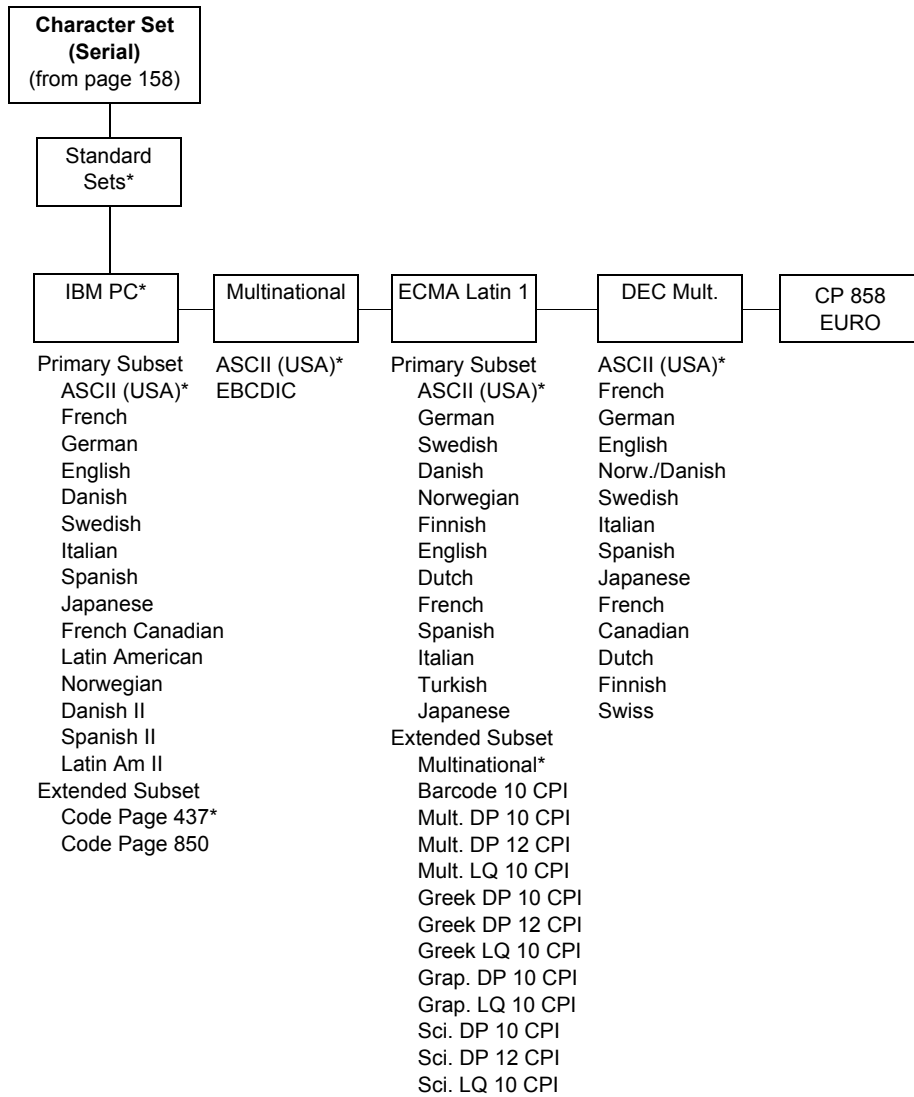 Character Set
(Serial)
(from page 158)
Standard
Sets*
IBM PC*
Primary Subset
ASCII (USA)*
French
German
English
Danish
Swedish
Italian
Spanish
Japanese
French Canadian
Latin American
Norwegian
Danish II
Spanish II
Latin Am II
Extended Subset
Code Page 437*
Code Page 850
Multinational
ASCII (USA)*
EBCDIC
ECMA Latin 1
Primary Subset
ASCII (USA)*
German
Swedish
Danish
Norwegian
Finnish
English
Dutch
French
Spanish
Italian
Turkish
Japanese
Extended Subset
Multinational*
Barcode 10 CPI
Mult. DP 10 CPI
Mult. DP 12 CPI
Mult. LQ 10 CPI
Greek DP 10 CPI
Greek DP 12 CPI
Greek LQ 10 CPI
Grap. DP 10 CPI
Grap. LQ 10 CPI
Sci. DP 10 CPI
Sci. DP 12 CPI
Sci. LQ 10 CPI
DEC Mult.
ASCII (USA)*
French
German
English
Norw./Danish
Swedish
Italian
Spanish
Japanese
French
Canadian
Dutch
Finnish
Swiss
CP 858
EURO